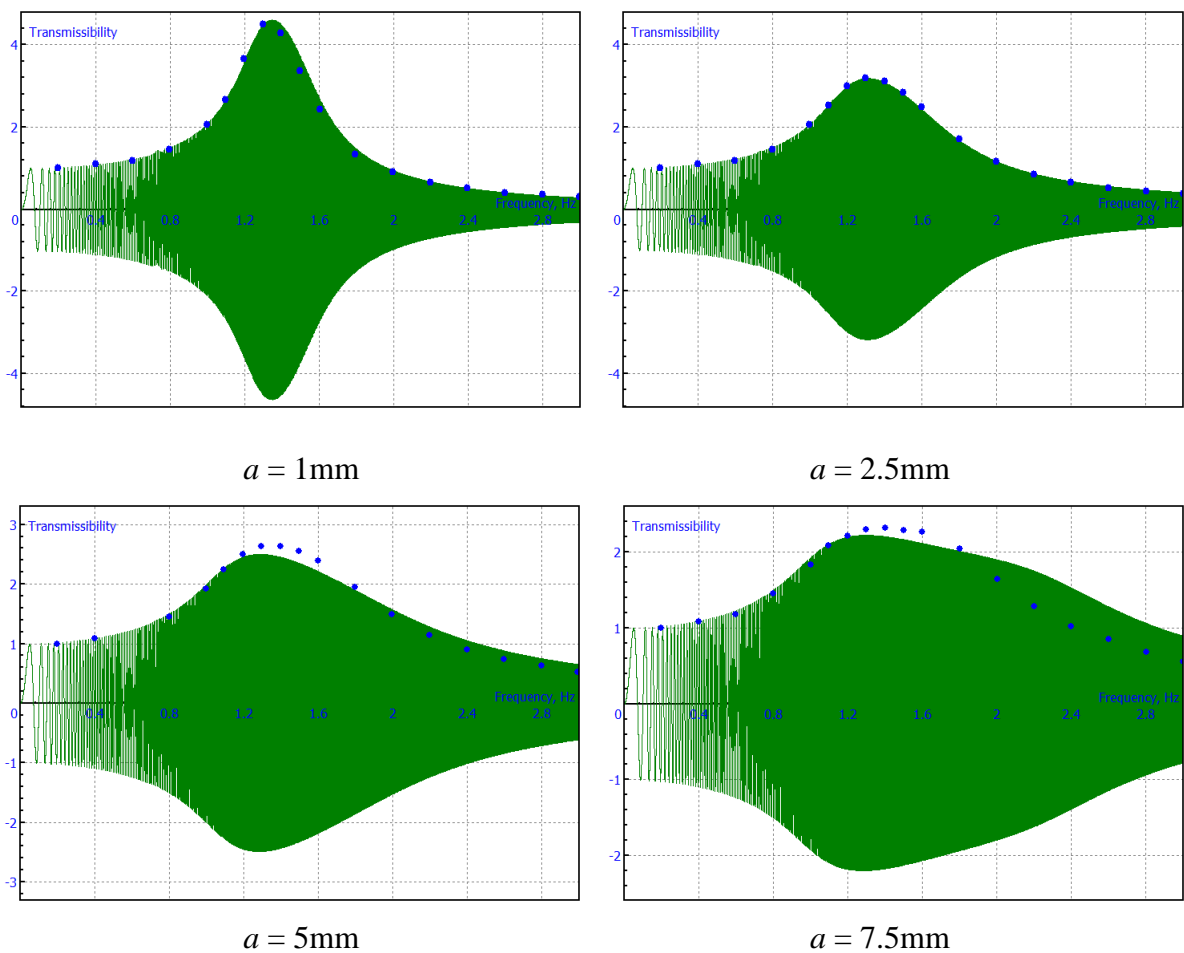 Transmissibility
4
2
0
-2
-4
0.4 0.8 1.2 1.6 2 2.4 2.8
Frequency, Hz
a = 1mm
Transmissibility
4
2
0
-2
-4
0.4 0.8 1.2 1.6 2 2.4 2.8
Frequency, Hz
a = 2.5mm
Transmissibility
3
2
1
0
-1
-2
-3
0.4 0.8 1.2 1.6 2 2.4 2.8
Frequency, Hz
a = 5mm
Transmissibility
2
1
0
-1
-2
0.4 0.8 1.2 1.6 2 2.4 2.8
Frequency, Hz
a = 7.5mm